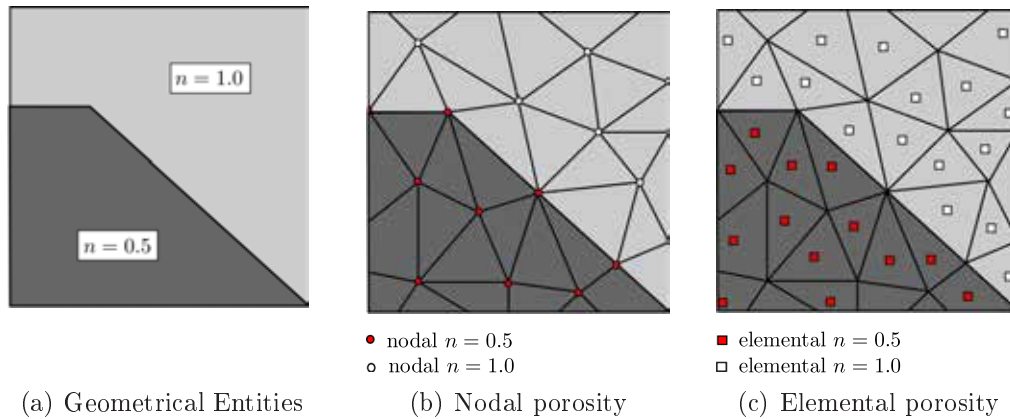 n = 1.0
n = 0.5
nodal n = 0.5
nodal n = 1.0
elemental n = 0.5
elemental n = 1.0
(a) Geometrical Entities
(b) Nodal porosity
(c) Elemental porosity